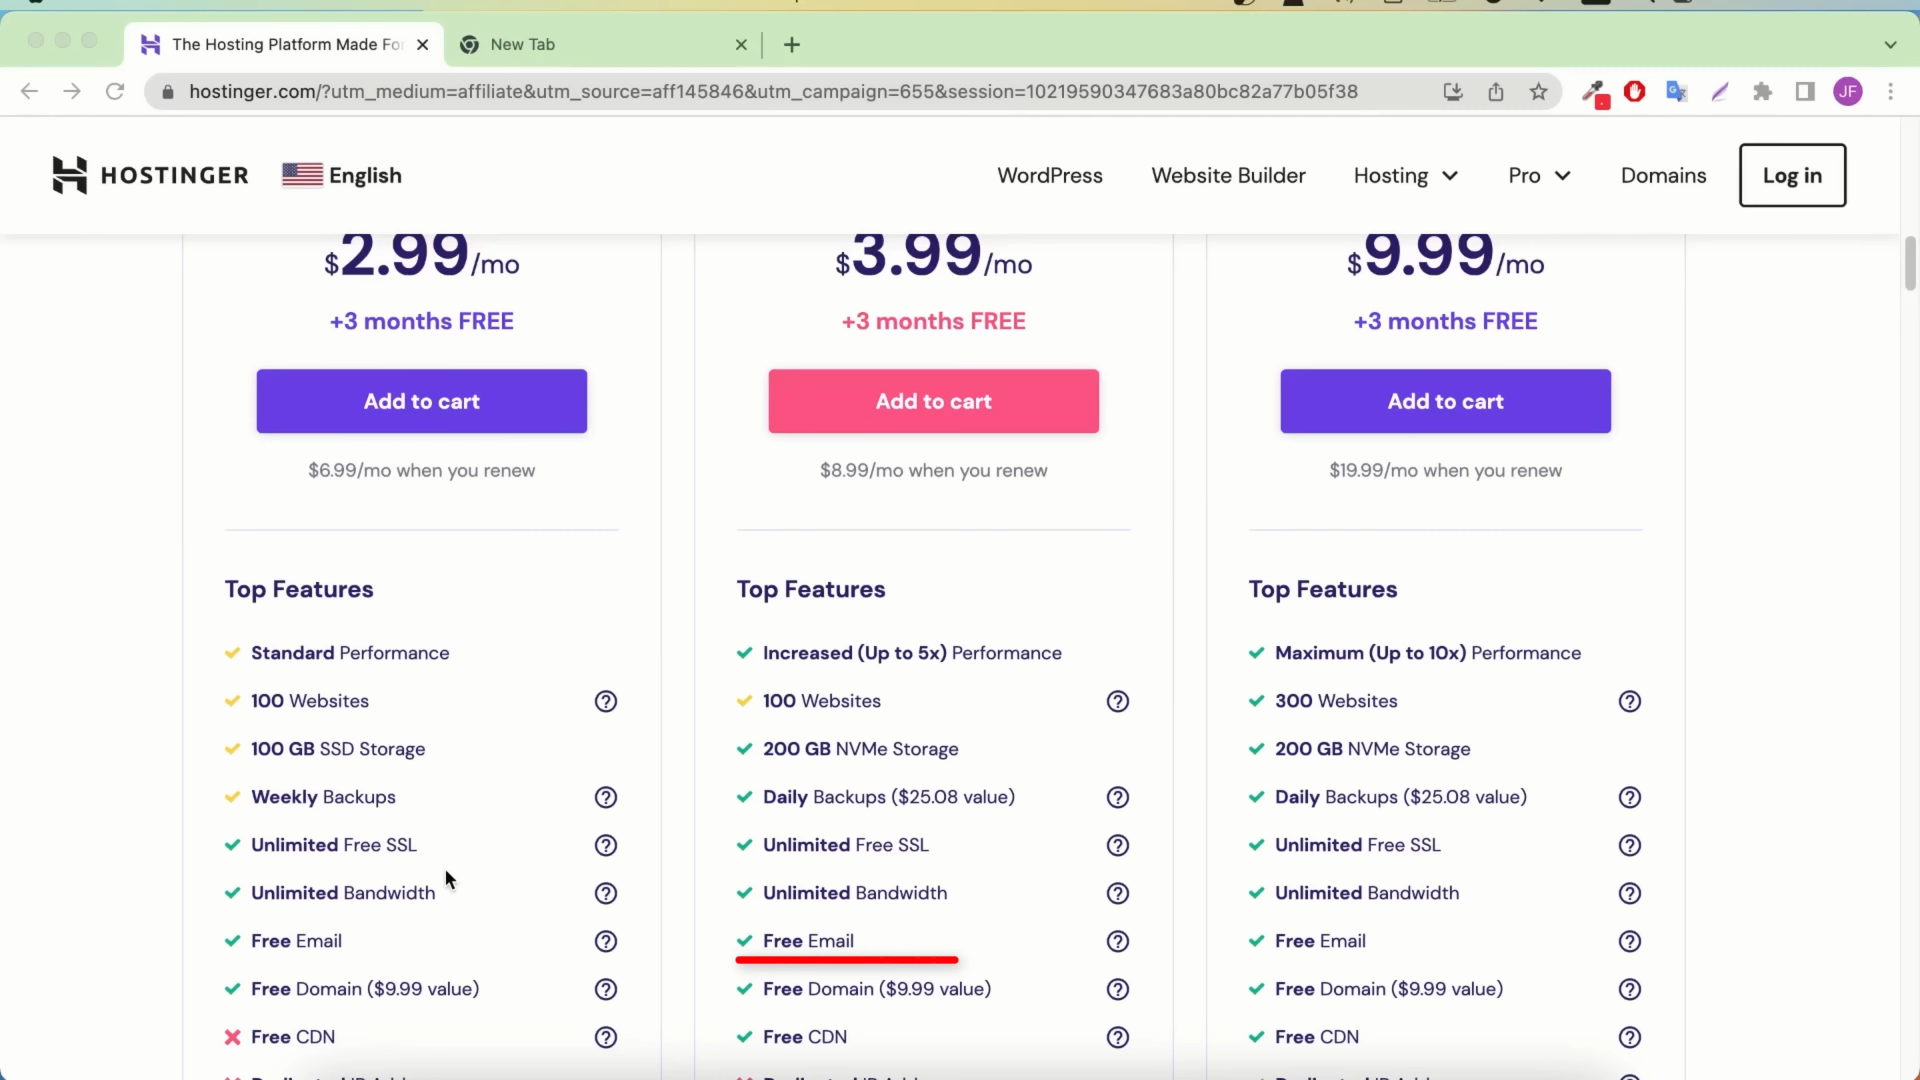 The Hosting Platform Made Fo
New Tab
hostinger.com/?utm_medium=affiliate&utm_source=aff145846&utm_campaign=655&session=10219590347683a80bc82a77b05f38
JF
HOSTINGER
English
WordPress
Website Builder
Hosting
Pro
Domains
Log in
$2.99/mo
$3.99/mo
$9.99/mo
+3 months FREE
+3 months FREE
+3 months FREE
Add to cart
Add to cart
Add to cart
$6.99/mo when you renew
$8.99/mo when you renew
$19.99/mo when you renew
Top Features
Top Features
Top Features
Standard Performance
Increased (Up to 5x) Performance
Maximum (Up to 10x) Performance
100 Websites
100 Websites
300 Websites
100 GB SSD Storage
200 GB NVMe Storage
200 GB NVMe Storage
Weekly Backups
Daily Backups ($25.08 value)
Daily Backups ($25.08 value)
Unlimited Free SSL
Unlimited Free SSL
Unlimited Free SSL
Unlimited Bandwidth
Unlimited Bandwidth
Unlimited Bandwidth
Free Email
Free Email
Free Email
Free Domain ($9.99 value)
Free Domain ($9.99 value)
Free Domain ($9.99 value)
Free CDN
Free CDN
Free CDN